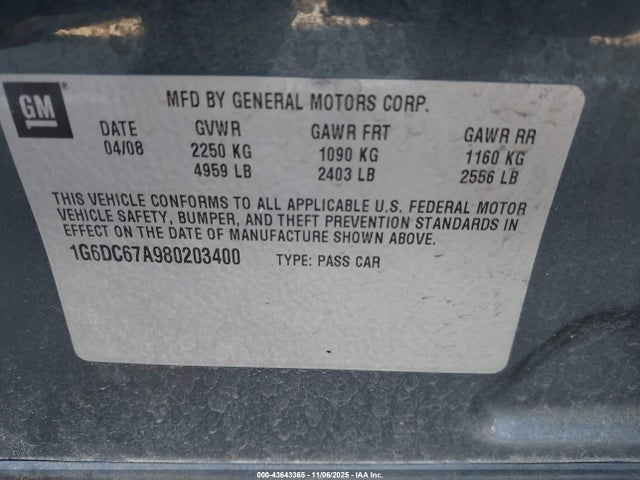 GM
MFD BY GENERAL MOTORS CORP.
DATE GVWR GAWR FRT GAWR RR
04/08 2250 KG 1090 KG 1160 KG
4959 LB 2403 LB 2556 LB
THIS VEHICLE CONFORMS TO ALL APPLICABLE U.S. FEDERAL MOTOR
VEHICLE SAFETY, BUMPER, AND THEFT PREVENTION STANDARDS IN
EFFECT ON THE DATE OF MANUFACTURE SHOWN ABOVE.
1G6DC67A980203400 TYPE: PASS CAR
000-43643365 - 11/06/2025 - IAA Inc.